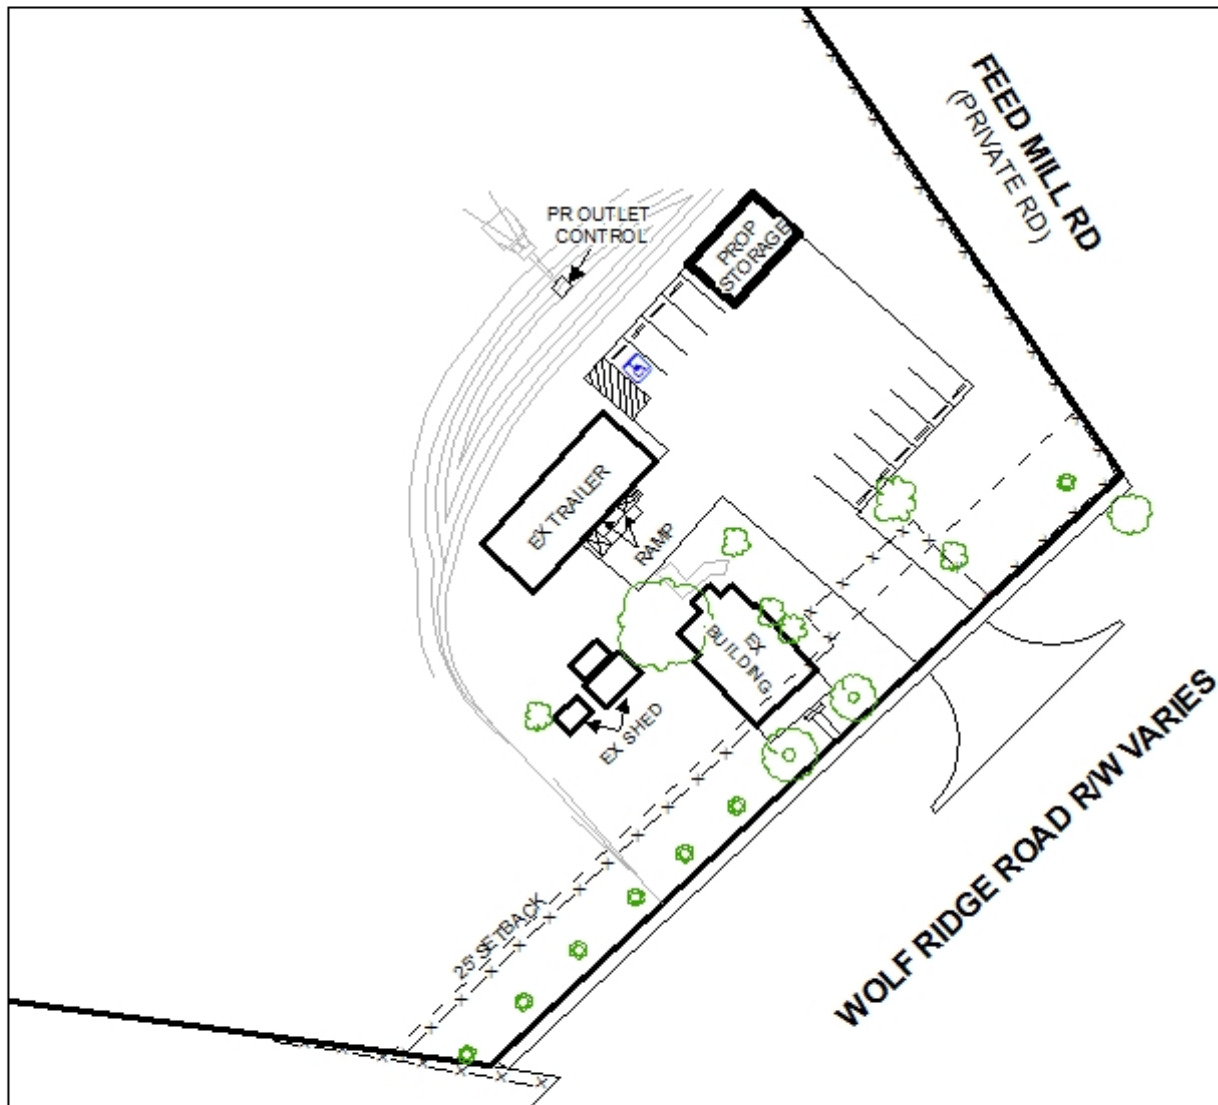 FEED MILL RD
(PRIVATE RD)
PR OUTLET
CONTROL
PROP
STORAGE
EX TRAILER
RAMP
EX
BUILDING
EX SHED
25' SETBACK
WOLF RIDGE ROAD R/W VARIES